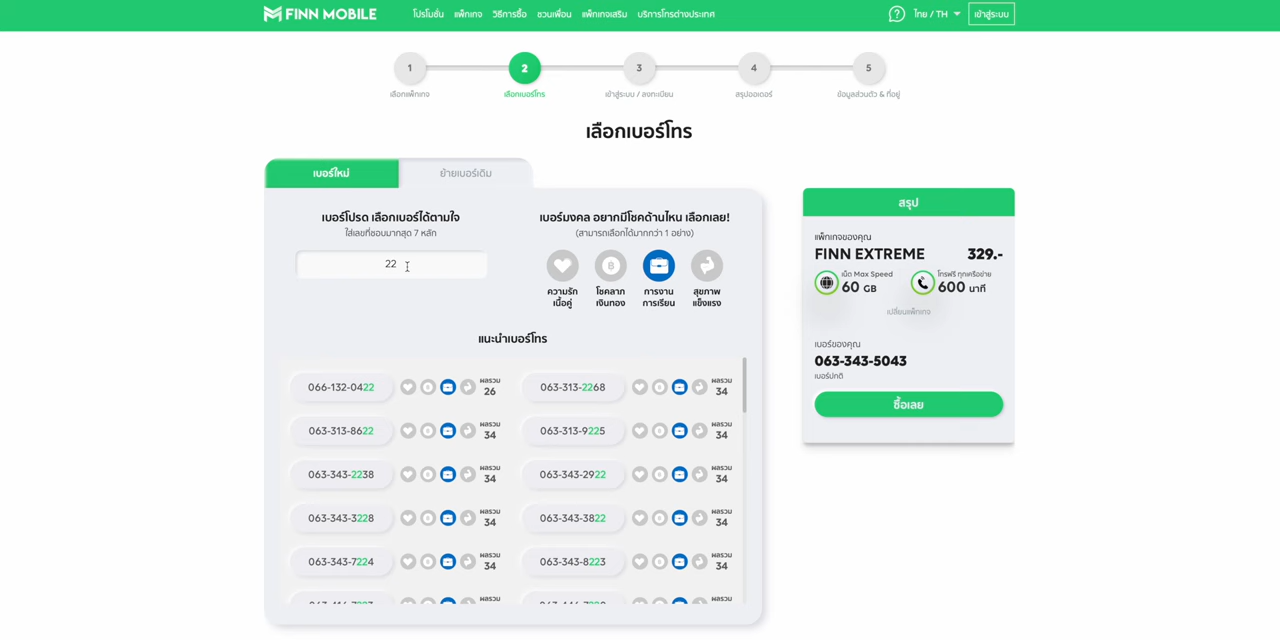 FINN MOBILE
โปรโมชั่น แพ็กเกจ วิธีการซื้อ ชวนเพื่อน แพ็กเกจเสริม บริการโทรต่างประเทศ
ไทย / TH เข้าสู่ระบบ
1 2 3 4 5
เลือกแพ็กเกจ เลือกเบอร์โทร เข้าสู่ระบบ / ลงทะเบียน สรุปออเดอร์ ข้อมูลส่วนตัว & ที่อยู่
เลือกเบอร์โทร
เบอร์ใหม่ ย้ายเบอร์เดิม
เบอร์โปรด เลือกเบอร์ได้ตามใจ
ใส่เลขที่ชอบมากสุด 7 หลัก
22
เบอร์มงคล อยากมีโชคด้านไหน เลือกเลย!
(สามารถเลือกได้มากกว่า 1 อย่าง)
ความรัก โชคลาภ การงาน สุขภาพ
เนื้อคู่ เงินทอง การเรียน แข็งแรง
แนะนำเบอร์โทร
066-132-0422 ผลรวม 26 063-313-2268 ผลรวม 34
063-313-8622 ผลรวม 34 063-313-9225 ผลรวม 34
063-343-2238 ผลรวม 34 063-343-2922 ผลรวม 34
063-343-3228 ผลรวม 34 063-343-3822 ผลรวม 34
063-343-7224 ผลรวม 34 063-343-8223 ผลรวม 34
ผลรวม ผลรวม
สรุป
แพ็กเกจของคุณ
FINN EXTREME 329.-
เน็ต Max Speed โทรฟรี ทุกเครือข่าย
60 GB 600 นาที
เปลี่ยนแพ็กเกจ
เบอร์ของคุณ
063-343-5043
เบอร์ปกติ
ซื้อเลย